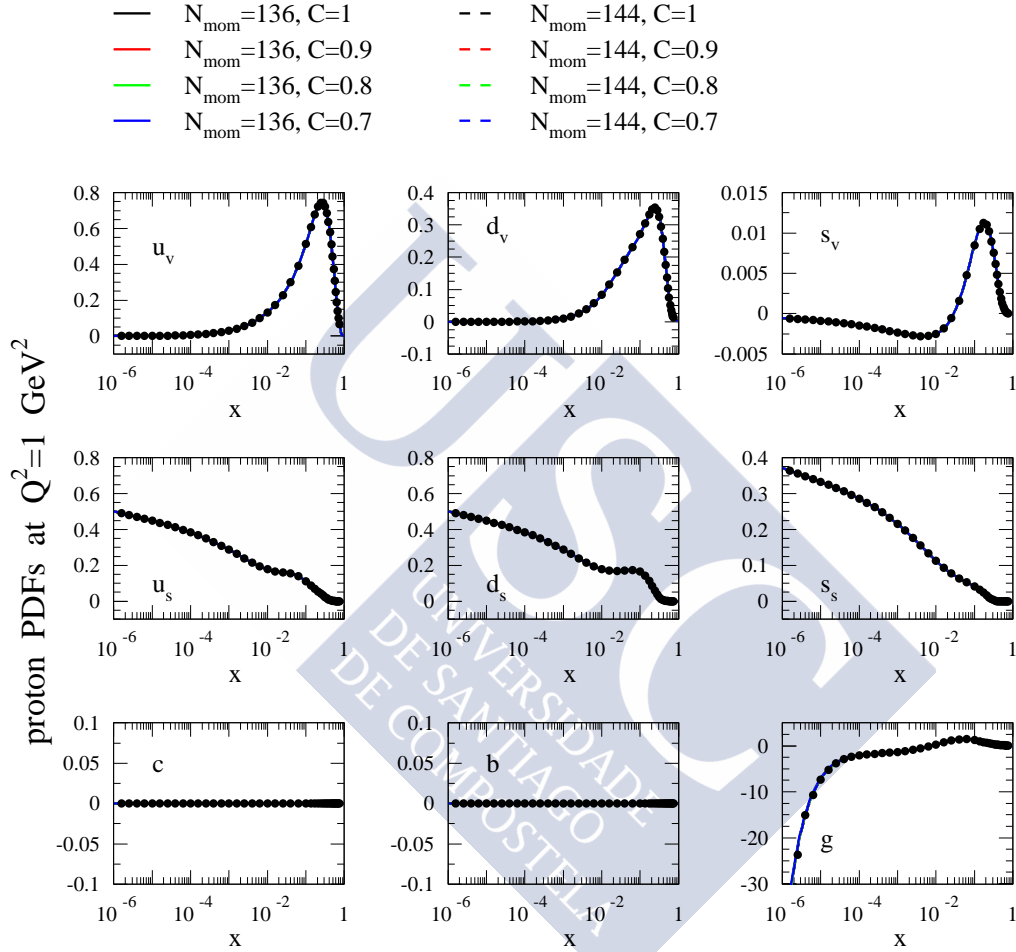 N_mom=136, C=1 N_mom=144, C=1
N_mom=136, C=0.9 N_mom=144, C=0.9
N_mom=136, C=0.8 N_mom=144, C=0.8
N_mom=136, C=0.7 N_mom=144, C=0.7
proton PDFs at Q^2=1 GeV^2
0.8
0.6
0.4
0.2
0
u_v
10^-6 10^-4 10^-2 1
x
0.4
0.3
0.2
0.1
0
-0.1
d_v
10^-6 10^-4 10^-2 1
x
0.015
0.01
0.005
0
-0.005
s_v
10^-6 10^-4 10^-2 1
x
0.8
0.6
0.4
0.2
0
u_s
10^-6 10^-4 10^-2 1
x
0.8
0.6
0.4
0.2
0
d_s
10^-6 10^-4 10^-2 1
x
0.4
0.3
0.2
0.1
0
s_s
10^-6 10^-4 10^-2 1
x
0.1
0.05
0
-0.05
-0.1
c
10^-6 10^-4 10^-2 1
x
0.1
0.05
0
-0.05
-0.1
b
10^-6 10^-4 10^-2 1
x
0
-10
-20
-30
g
10^-6 10^-4 10^-2 1
x
USC
UNIVERSIDADE
DE SANTIAGO
DE COMPOSTELA